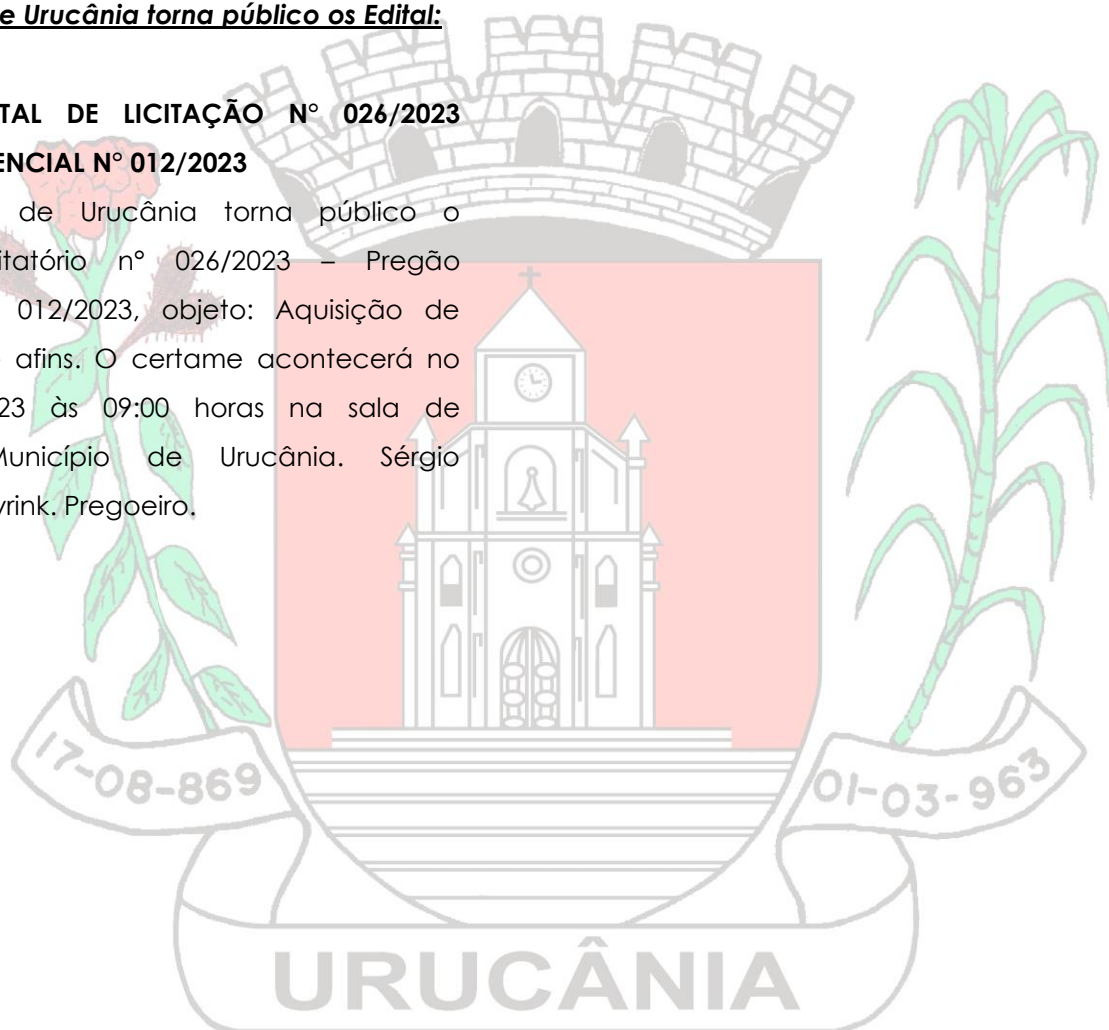 e Urucânia torna público os Edital:
TAL DE LICITAÇÃO N° 026/2023
ENCIAL N° 012/2023
de Urucânia torna público o
itatório n° 026/2023 – Pregão
012/2023, objeto: Aquisição de
afins. O certame acontecerá no
23 às 09:00 horas na sala de
Município de Urucânia. Sérgio
yrink. Pregoeiro.
17-08-869
01-03-963
URUCÂNIA